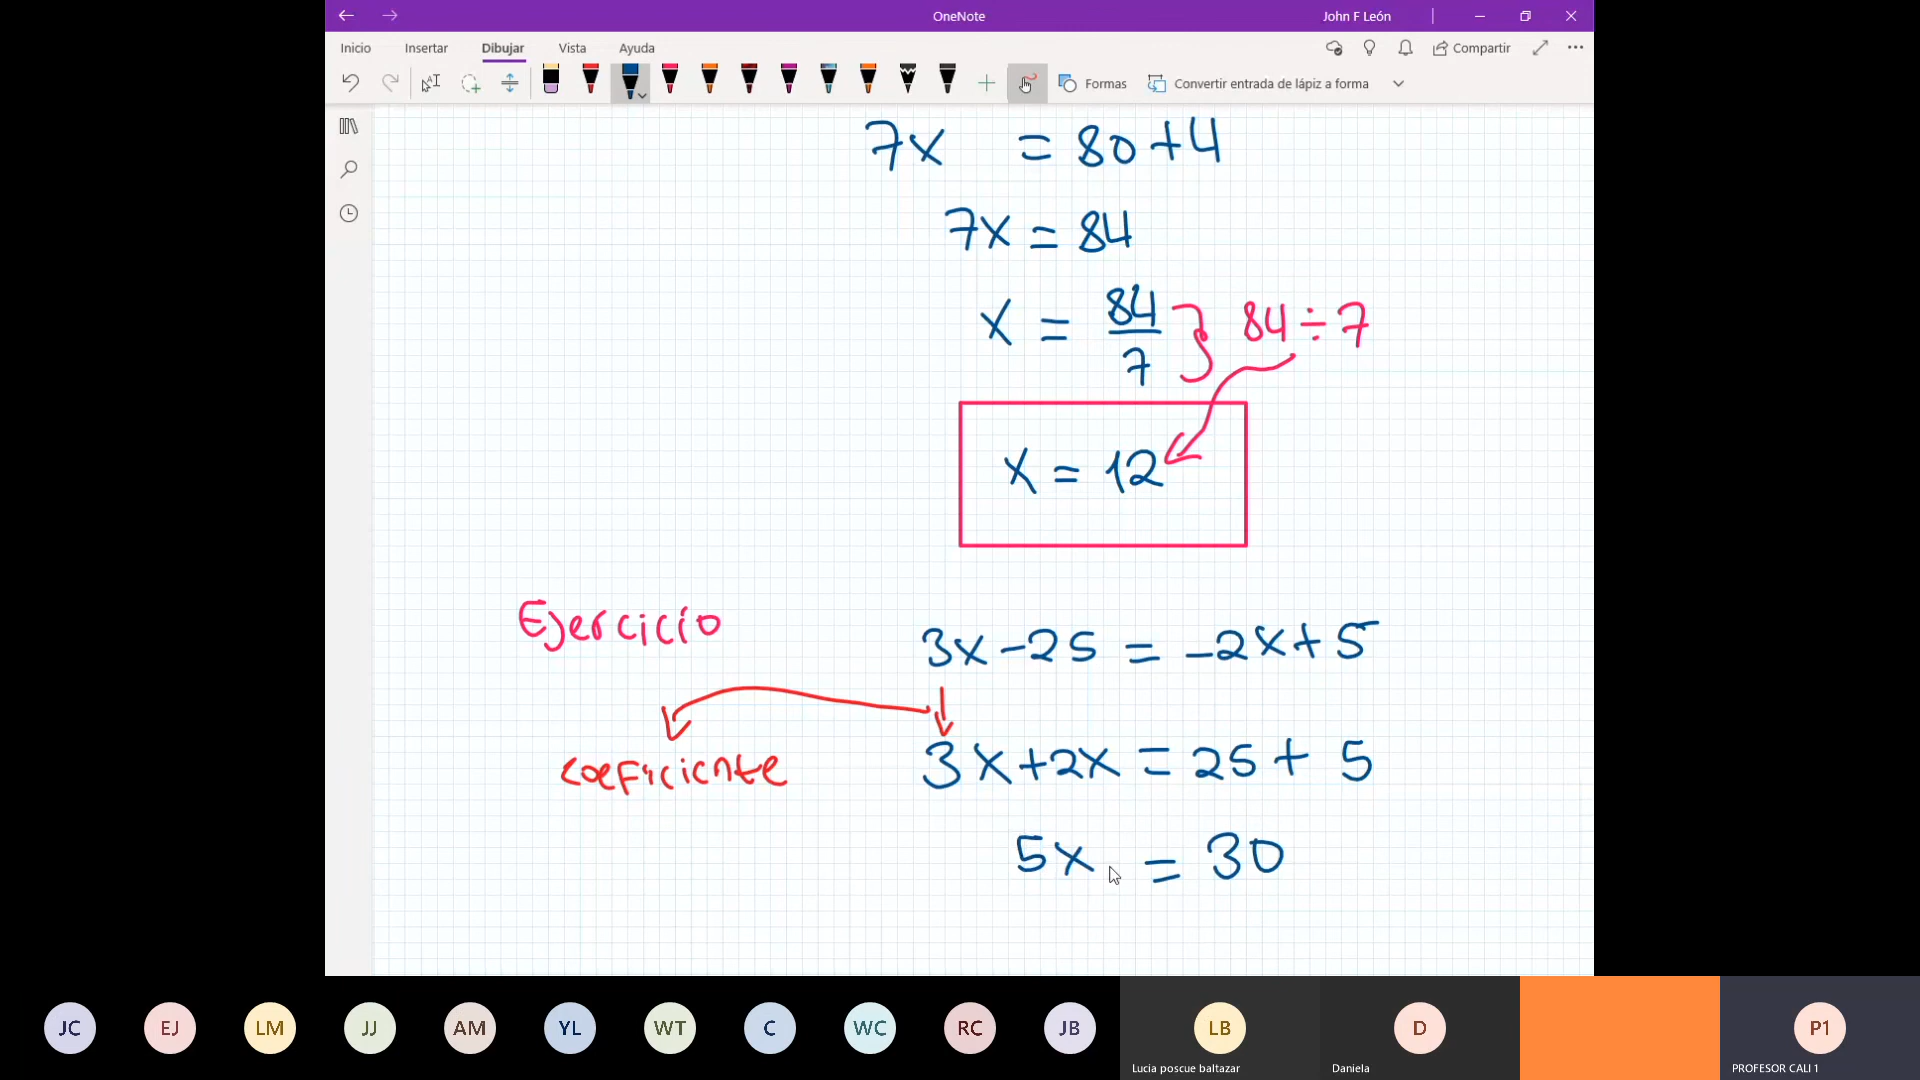 OneNote
John F León
Inicio Insertar Dibujar Vista Ayuda
Compartir
Formas
Convertir entrada de lápiz a forma
7x = 80+4
7x = 84
x = 84/7 } 84÷7
x = 12
Ejercicio
3x-25 = -2x+5
coeficiente
3x+2x = 25+5
5x = 30
JC EJ LM JJ AM YL WT C WC RC JB LB D P1
Lucia poscue baltazar
Daniela
PROFESOR CALI 1